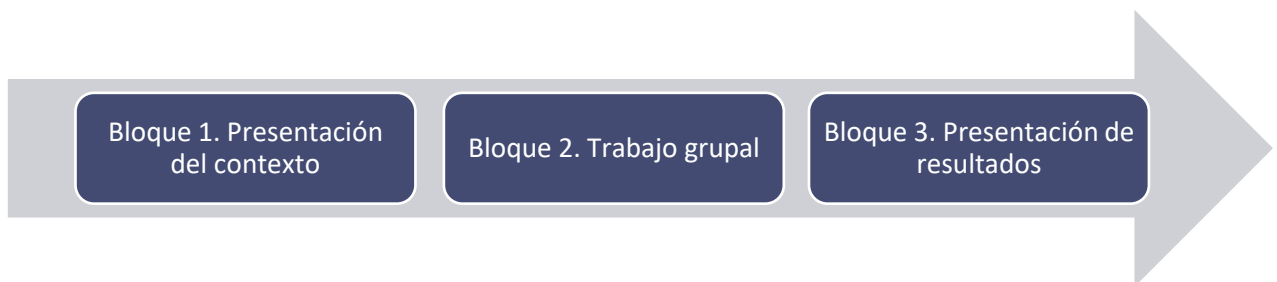 Bloque 1. Presentación
del contexto
Bloque 2. Trabajo grupal
Bloque 3. Presentación de
resultados